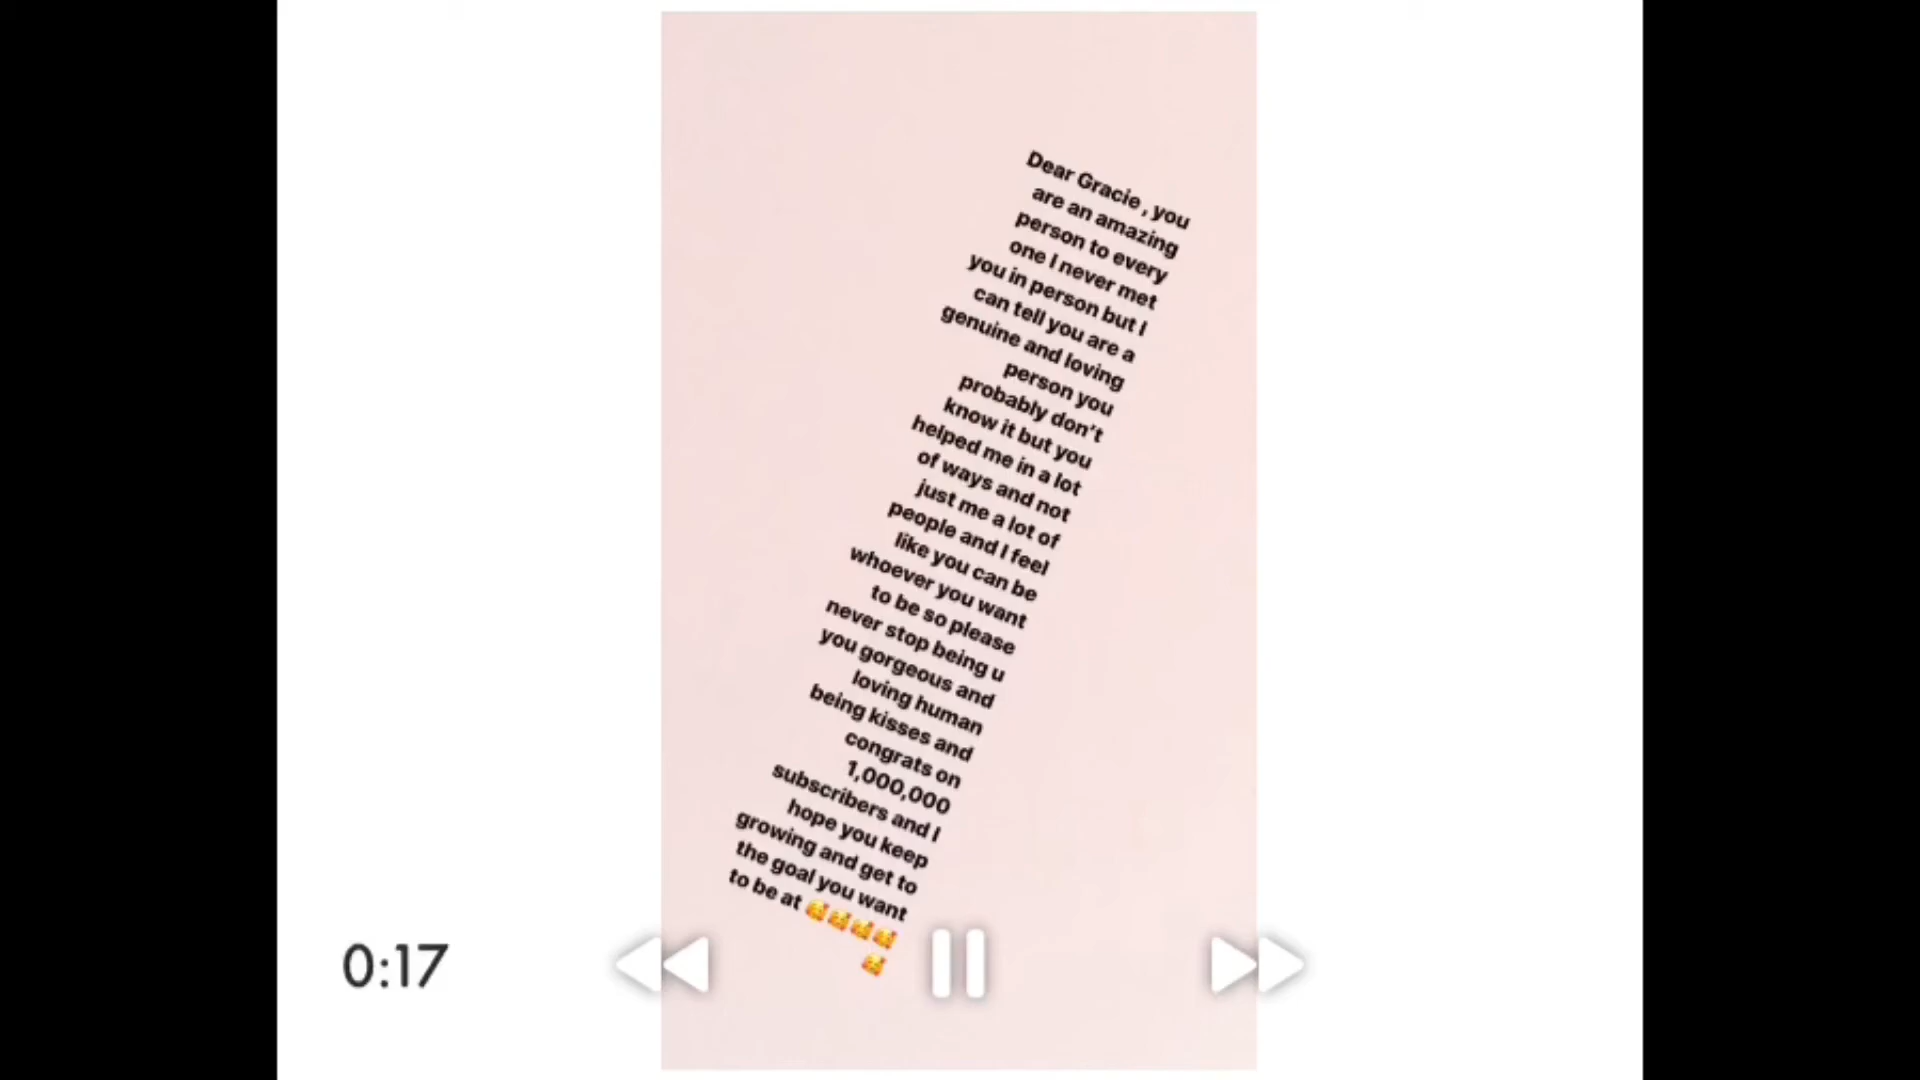 Dear Gracie , you
are an amazing
person to every
one I never met
you in person but I
can tell you are a
genuine and loving
person you
probably don't
know it but you
helped me in a lot
of ways and not
just me a lot of
people and I feel
like you can be
whoever you want
to be so please
never stop being u
you gorgeous and
loving human
being kisses and
congrats on
1,000,000
subscribers and I
hope you keep
growing and get to
the goal you want
to be at 🥰🥰🥰🥰
🥰
0:17